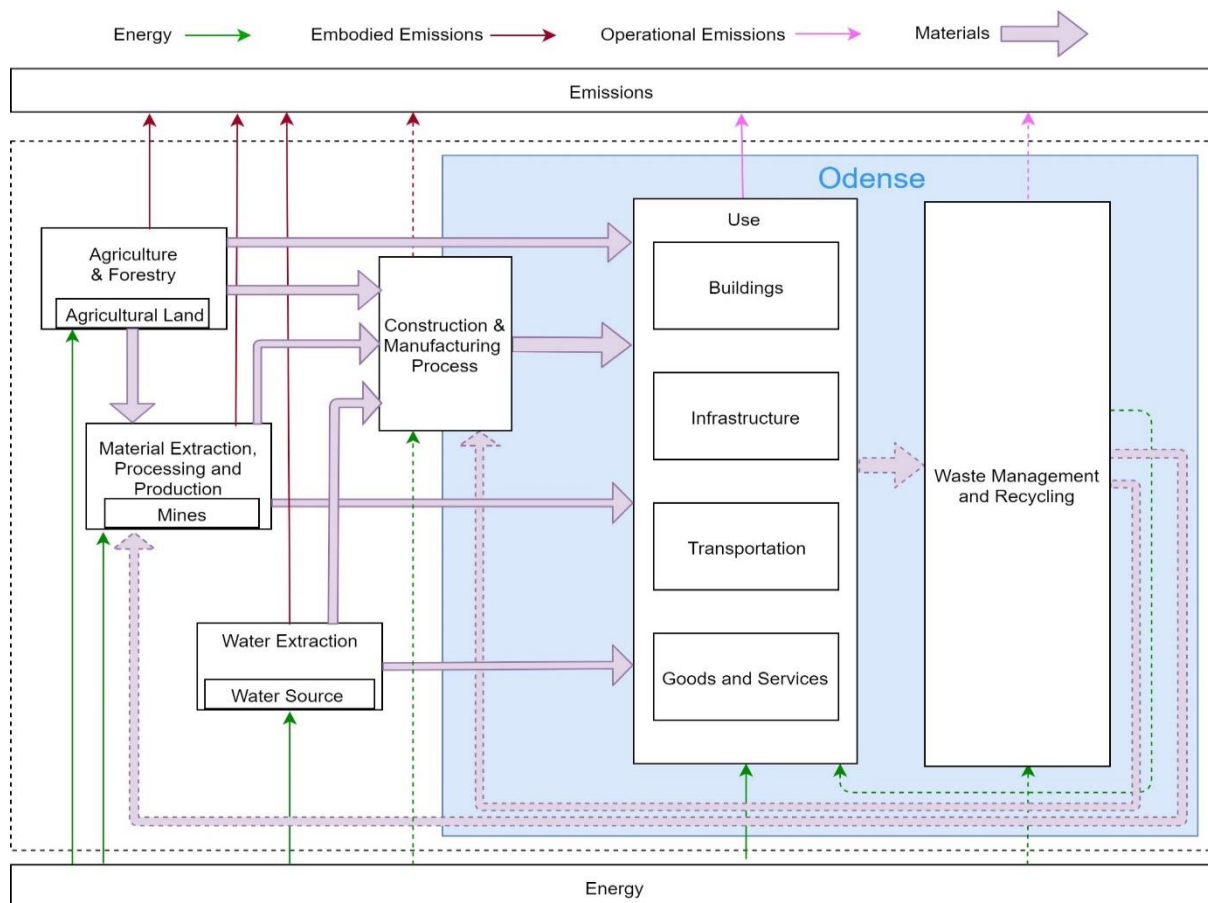 Energy
Embodied Emissions
Operational Emissions
Materials
Emissions
Odense
Agriculture
& Forestry
Agricultural Land
Material Extraction,
Processing and
Production
Mines
Water Extraction
Water Source
Construction &
Manufacturing
Process
Use
Buildings
Infrastructure
Transportation
Goods and Services
Waste Management
and Recycling
Energy